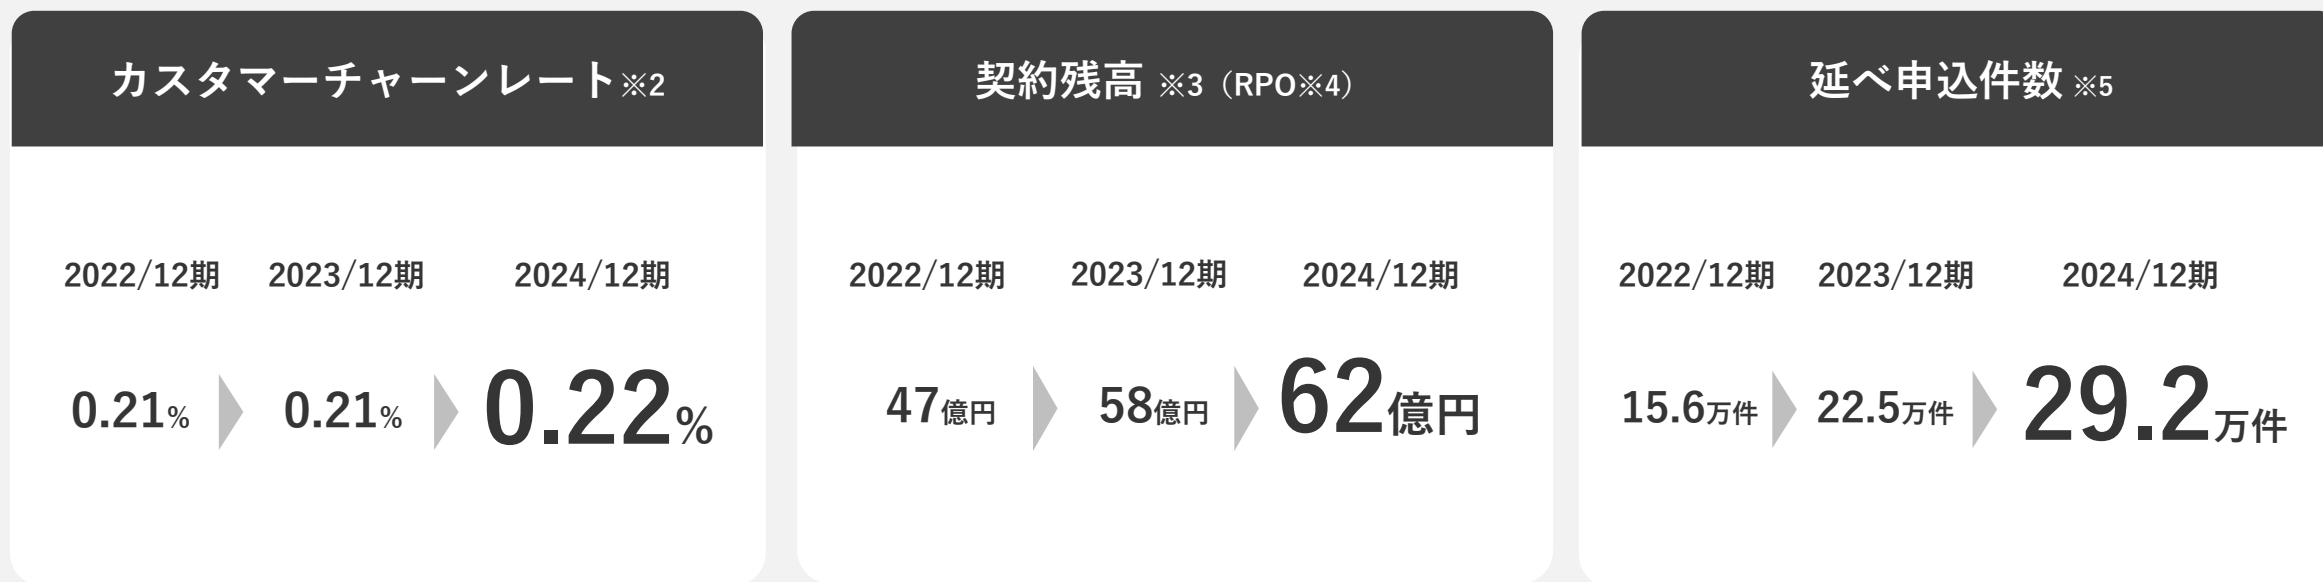 カスタマーチャーンレート※2
2022/12期 2023/12期 2024/12期
0.21% 0.21% 0.22%
契約残高 ※3（RPO※4）
2022/12期 2023/12期 2024/12期
47億円 58億円 62億円
延べ申込件数 ※5
2022/12期 2023/12期 2024/12期
15.6万件 22.5万件 29.2万件